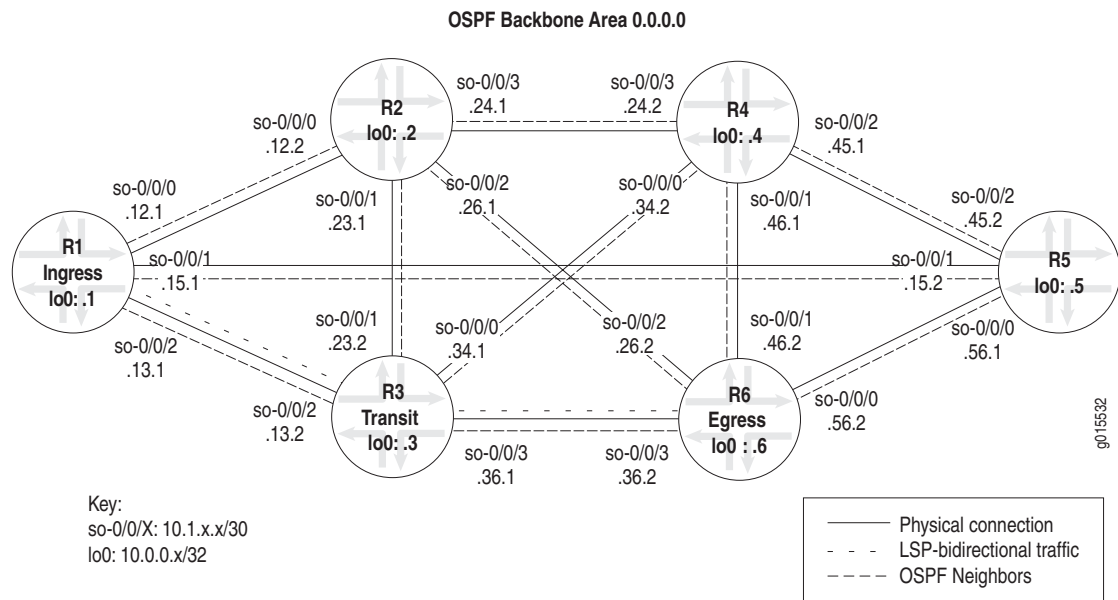 OSPF Backbone Area 0.0.0.0
so-0/0/0
.12.2
R2
lo0: .2
so-0/0/3
.24.1
so-0/0/3
.24.2
R4
lo0: .4
so-0/0/2
.45.1
so-0/0/0
.12.1
so-0/0/1
.23.1
so-0/0/2
.26.1
so-0/0/0
.34.2
so-0/0/1
.46.1
so-0/0/2
.45.2
R1
Ingress
lo0: .1
so-0/0/1
.15.1
so-0/0/1
.15.2
R5
lo0: .5
so-0/0/2
.13.1
so-0/0/1
.23.2
so-0/0/0
.34.1
so-0/0/2
.26.2
so-0/0/1
.46.2
so-0/0/0
.56.1
so-0/0/2
.13.2
R3
Transit
lo0: .3
so-0/0/3
.36.1
so-0/0/3
.36.2
R6
Egress
lo0 : .6
so-0/0/0
.56.2
g015532
Key:
so-0/0/X: 10.1.x.x/30
lo0: 10.0.0.x/32
Physical connection
LSP-bidirectional traffic
OSPF Neighbors